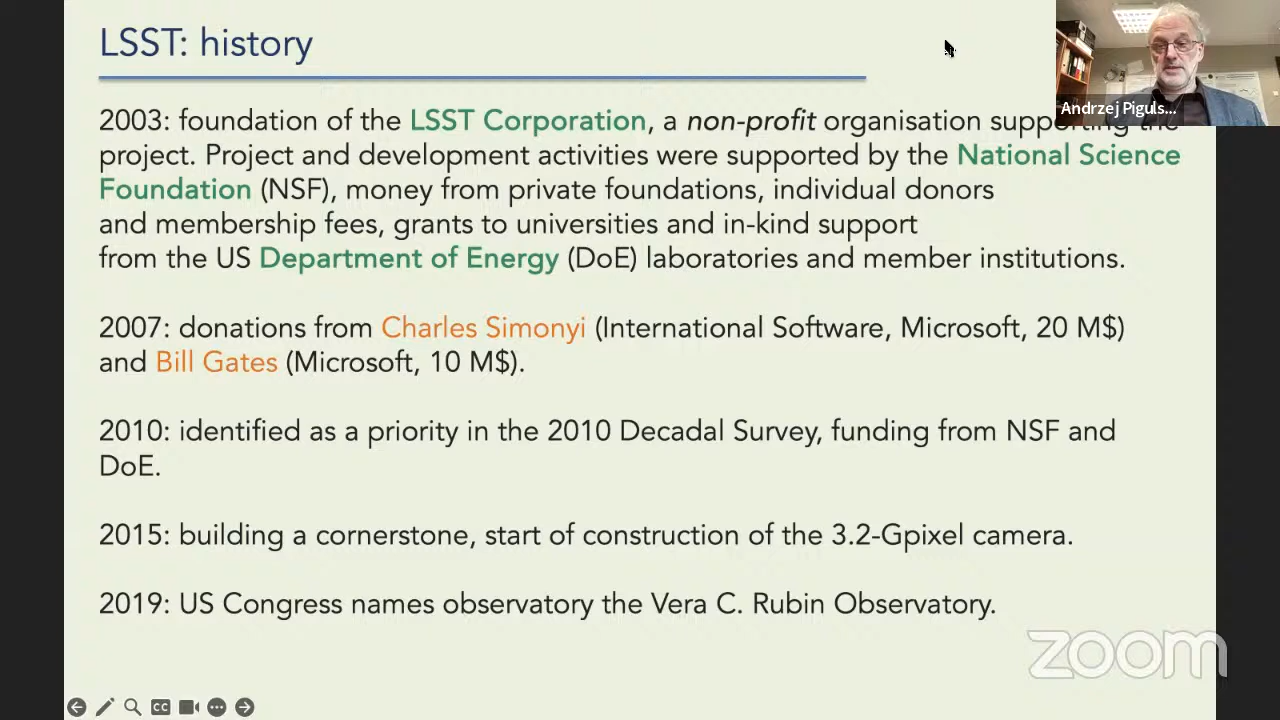 LSST: history
Andrzej Piguls...
2003: foundation of the LSST Corporation, a non-profit organisation supporting the
project. Project and development activities were supported by the National Science
Foundation (NSF), money from private foundations, individual donors
and membership fees, grants to universities and in-kind support
from the US Department of Energy (DoE) laboratories and member institutions.
2007: donations from Charles Simonyi (International Software, Microsoft, 20 M$)
and Bill Gates (Microsoft, 10 M$).
2010: identified as a priority in the 2010 Decadal Survey, funding from NSF and
DoE.
2015: building a cornerstone, start of construction of the 3.2-Gpixel camera.
2019: US Congress names observatory the Vera C. Rubin Observatory.
zoom
CC